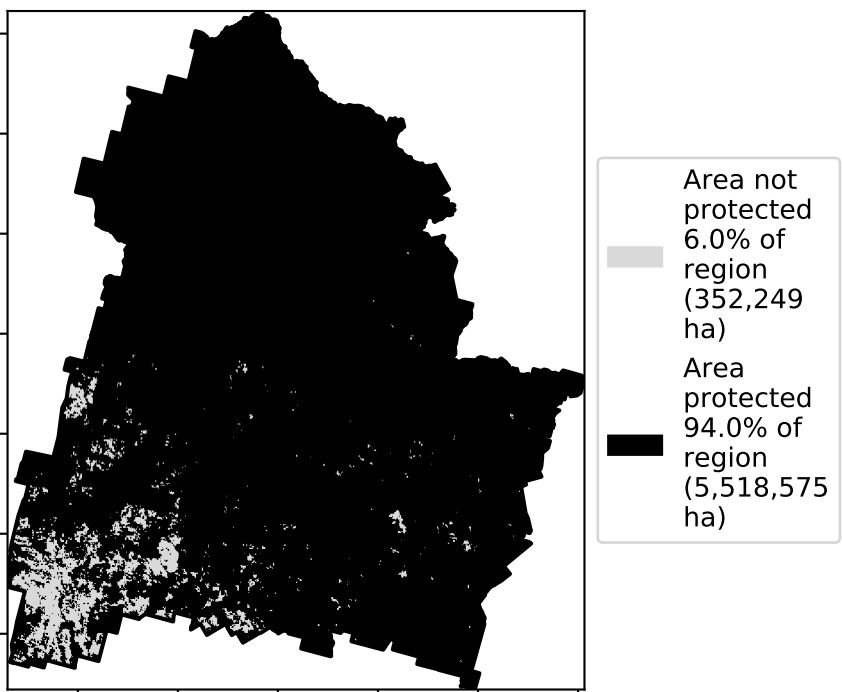 Area not
protected
6.0% of
region
(352,249
ha)
Area
protected
94.0% of
region
(5,518,575
ha)